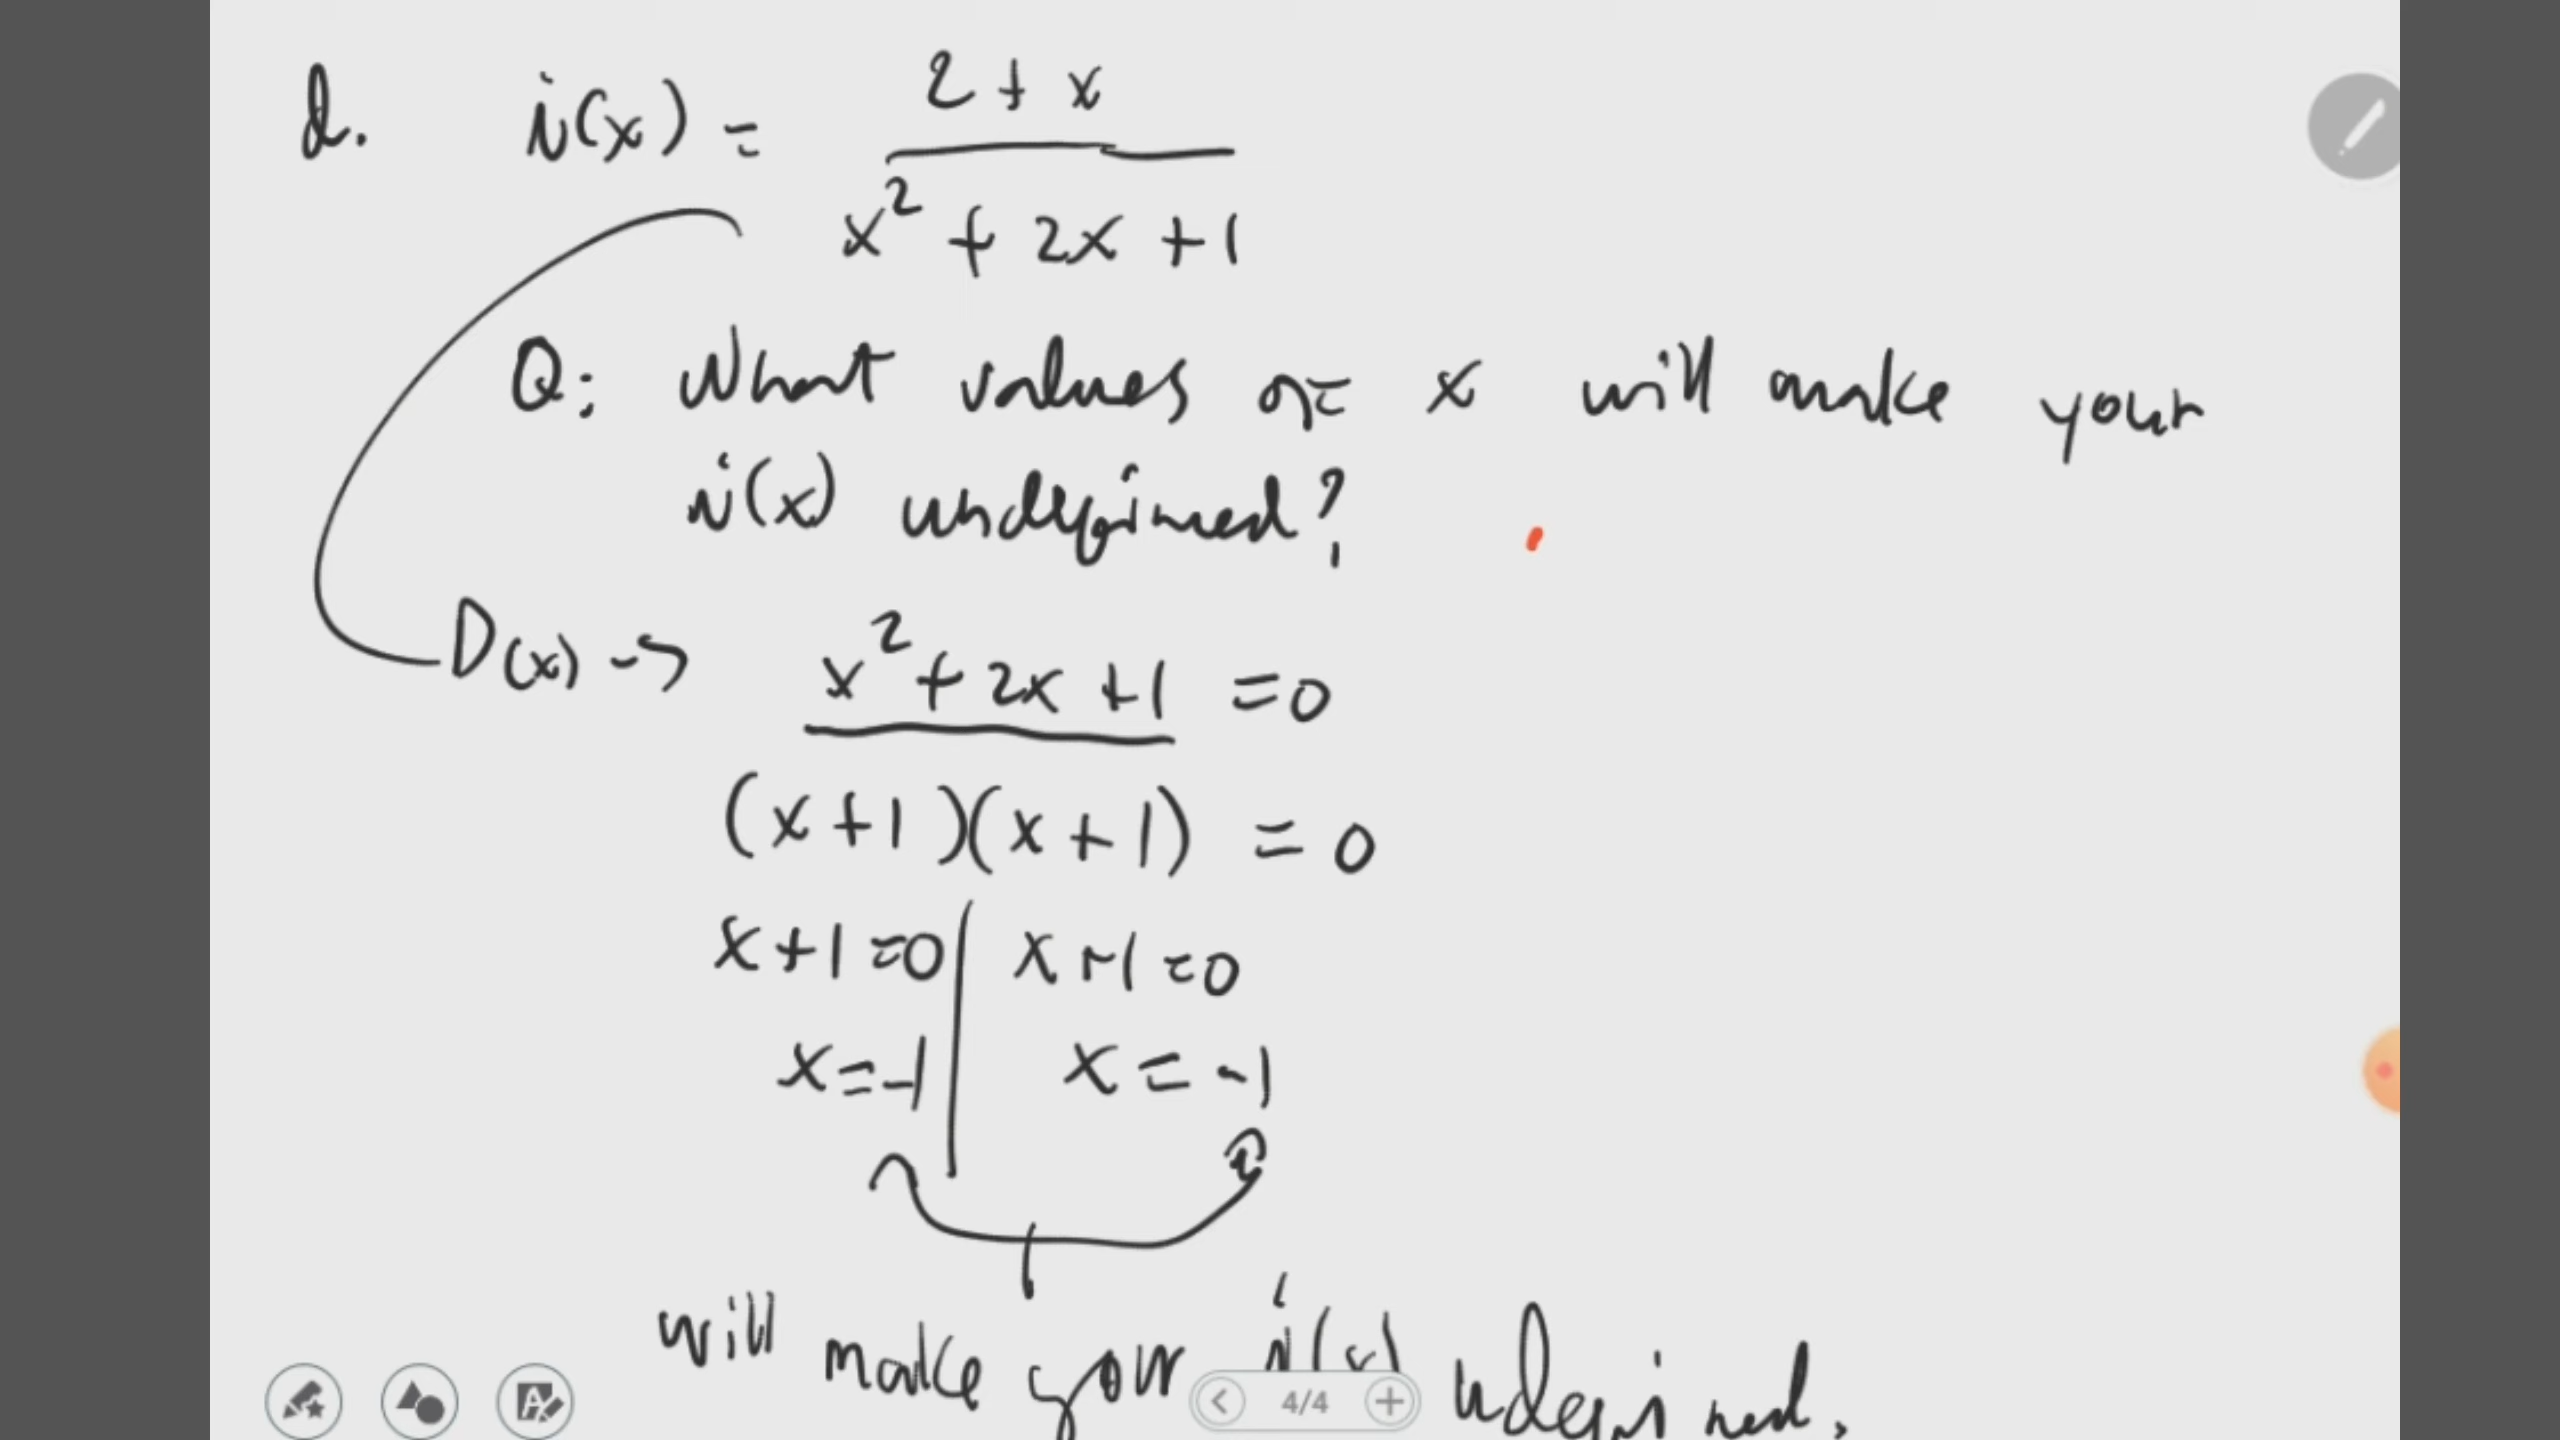 d. i(x) = 2 + x
x² + 2x + 1
Q: What values of x will make your
i(x) undefined?
D(x) -> x² + 2x + 1 = 0
(x + 1)(x + 1) = 0
x + 1 = 0 | x + 1 = 0
x = -1 | x = -1
will make your i(x) undefined.
4/4